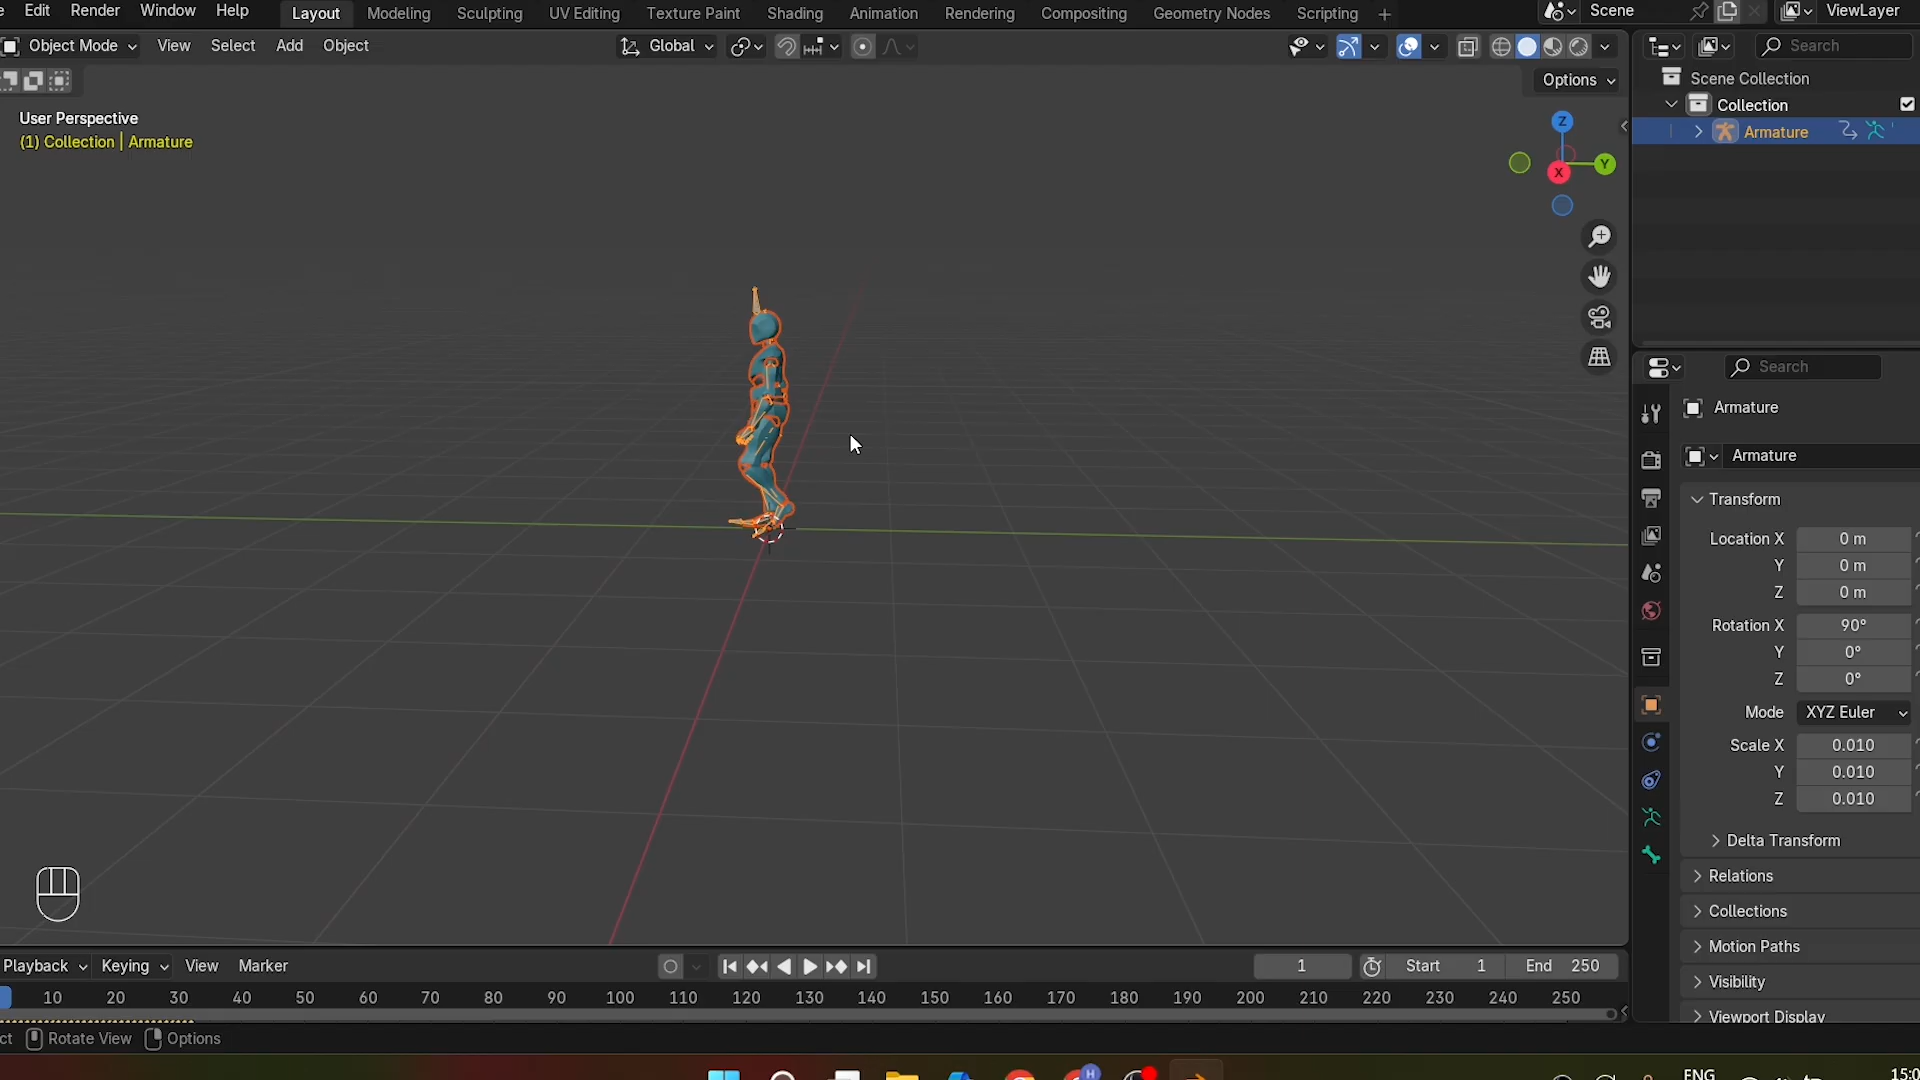 Edit Render Window Help Layout Modeling Sculpting UV Editing Texture Paint Shading Animation Rendering Compositing Geometry Nodes Scripting + Scene ViewLayer
Object Mode View Select Add Object Global Search
Options
User Perspective
(1) Collection | Armature
Z
Y
X
Scene Collection
Collection
Armature
Search
Armature
Armature
Transform
Location X 0 m
Y 0 m
Z 0 m
Rotation X 90°
Y 0°
Z 0°
Mode XYZ Euler
Scale X 0.010
Y 0.010
Z 0.010
Delta Transform
Relations
Collections
Motion Paths
Visibility
Viewport Display
Playback Keying View Marker 1 Start 1 End 250
10 20 30 40 50 60 70 80 90 100 110 120 130 140 150 160 170 180 190 200 210 220 230 240 250
ct Rotate View Options
H
ENG 15:0